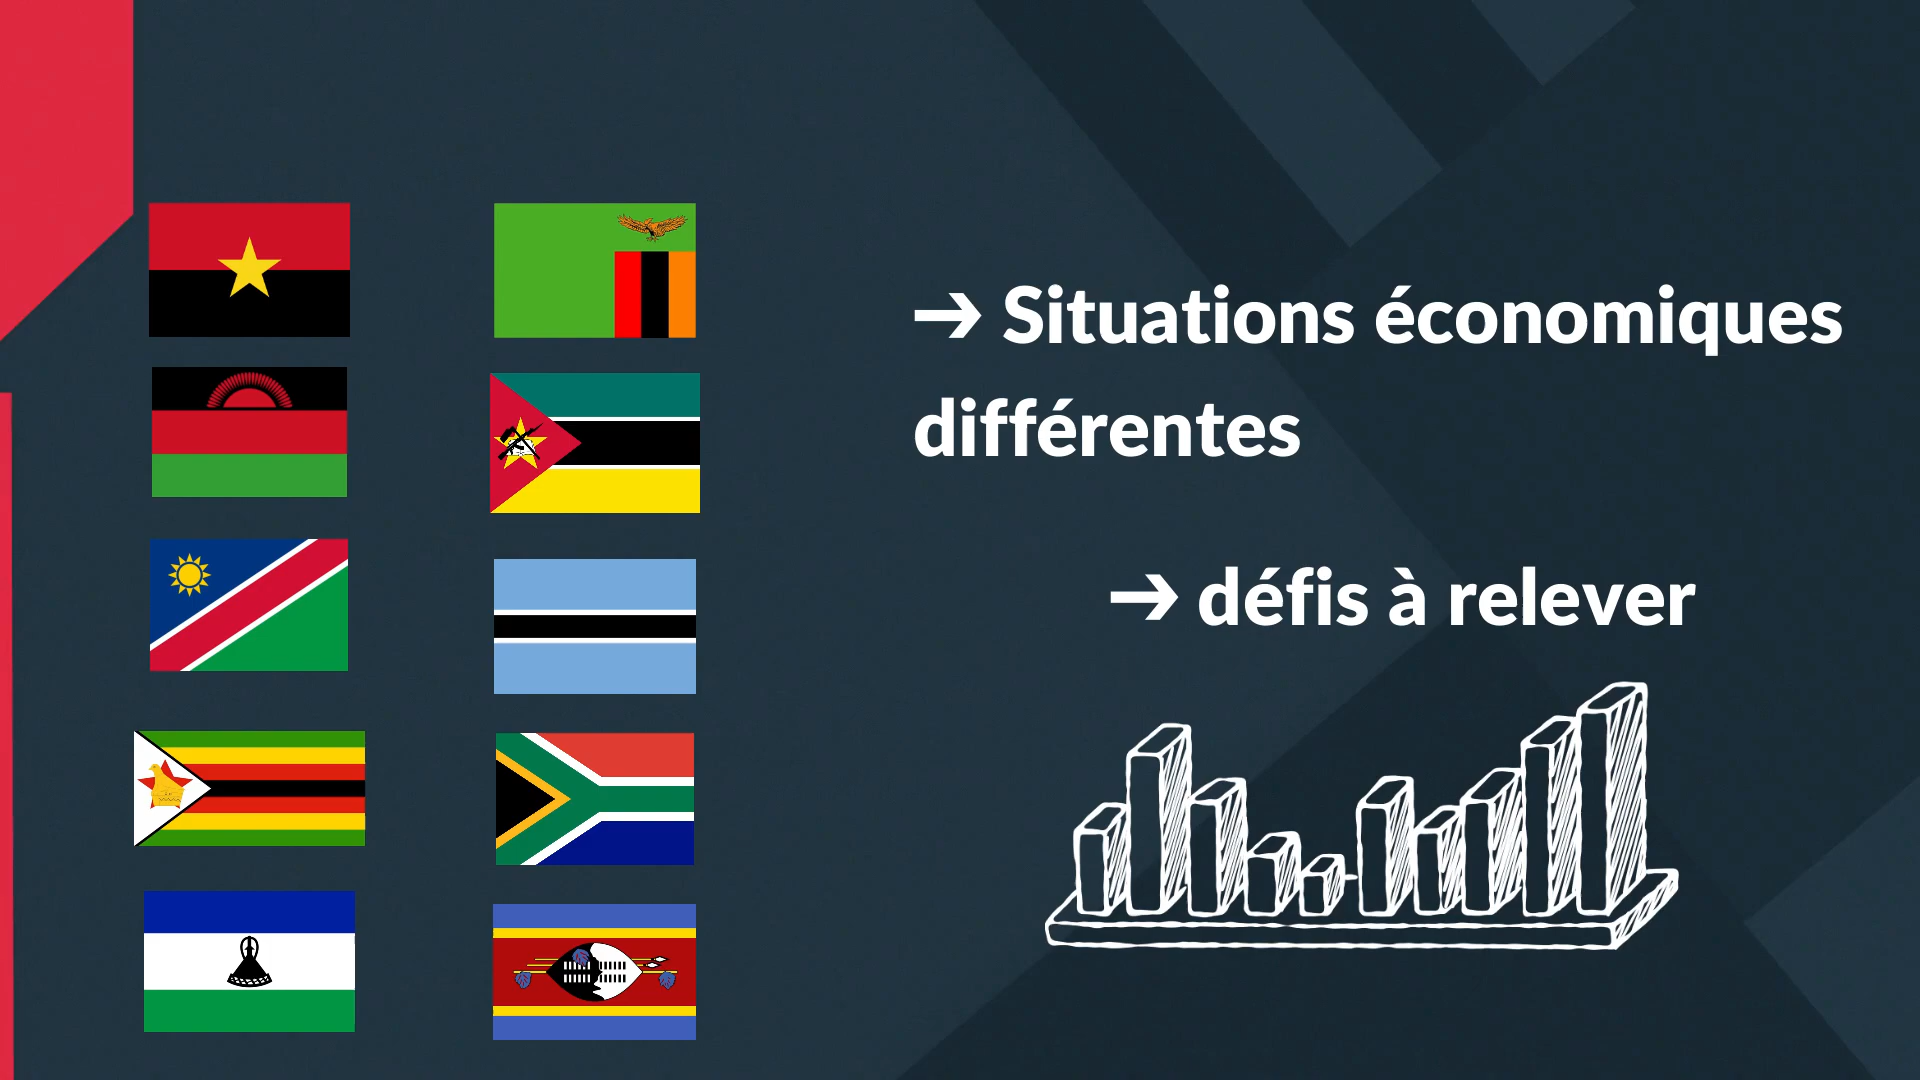 ➔ Situations économiques
différentes
➔ défis à relever